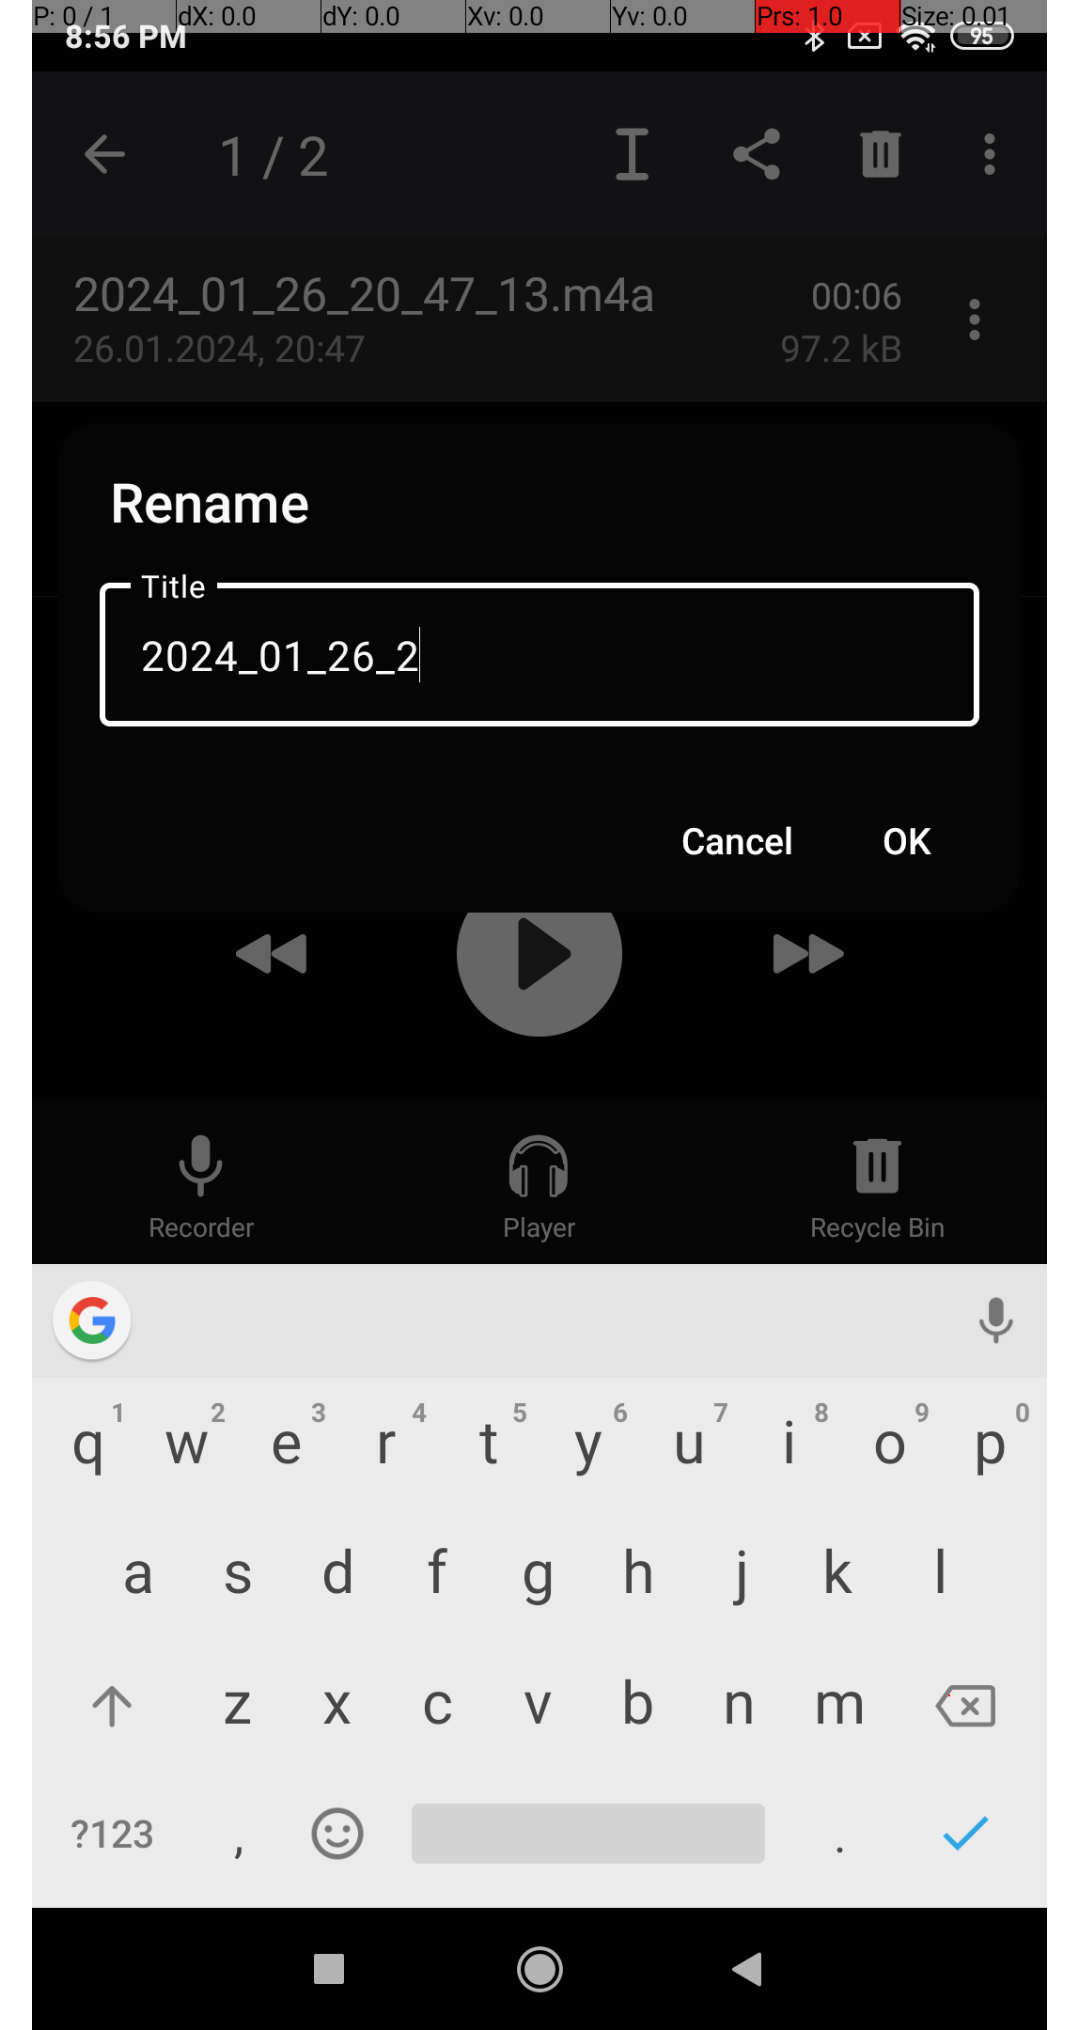 P: 0 / 1 dX: 0.0 dY: 0.0 Xv: 0.0 Yv: 0.0 Prs: 1.0 Size: 0.01
8:56 PM 95
1 / 2
2024_01_26_20_47_13.m4a 00:06
26.01.2024, 20:47 97.2 kB
Rename
Title
2024_01_26_2
Cancel OK
Recorder Player Recycle Bin
1 2 3 4 5 6 7 8 9 0
q w e r t y u i o p
a s d f g h j k l
z x c v b n m
?123 , .